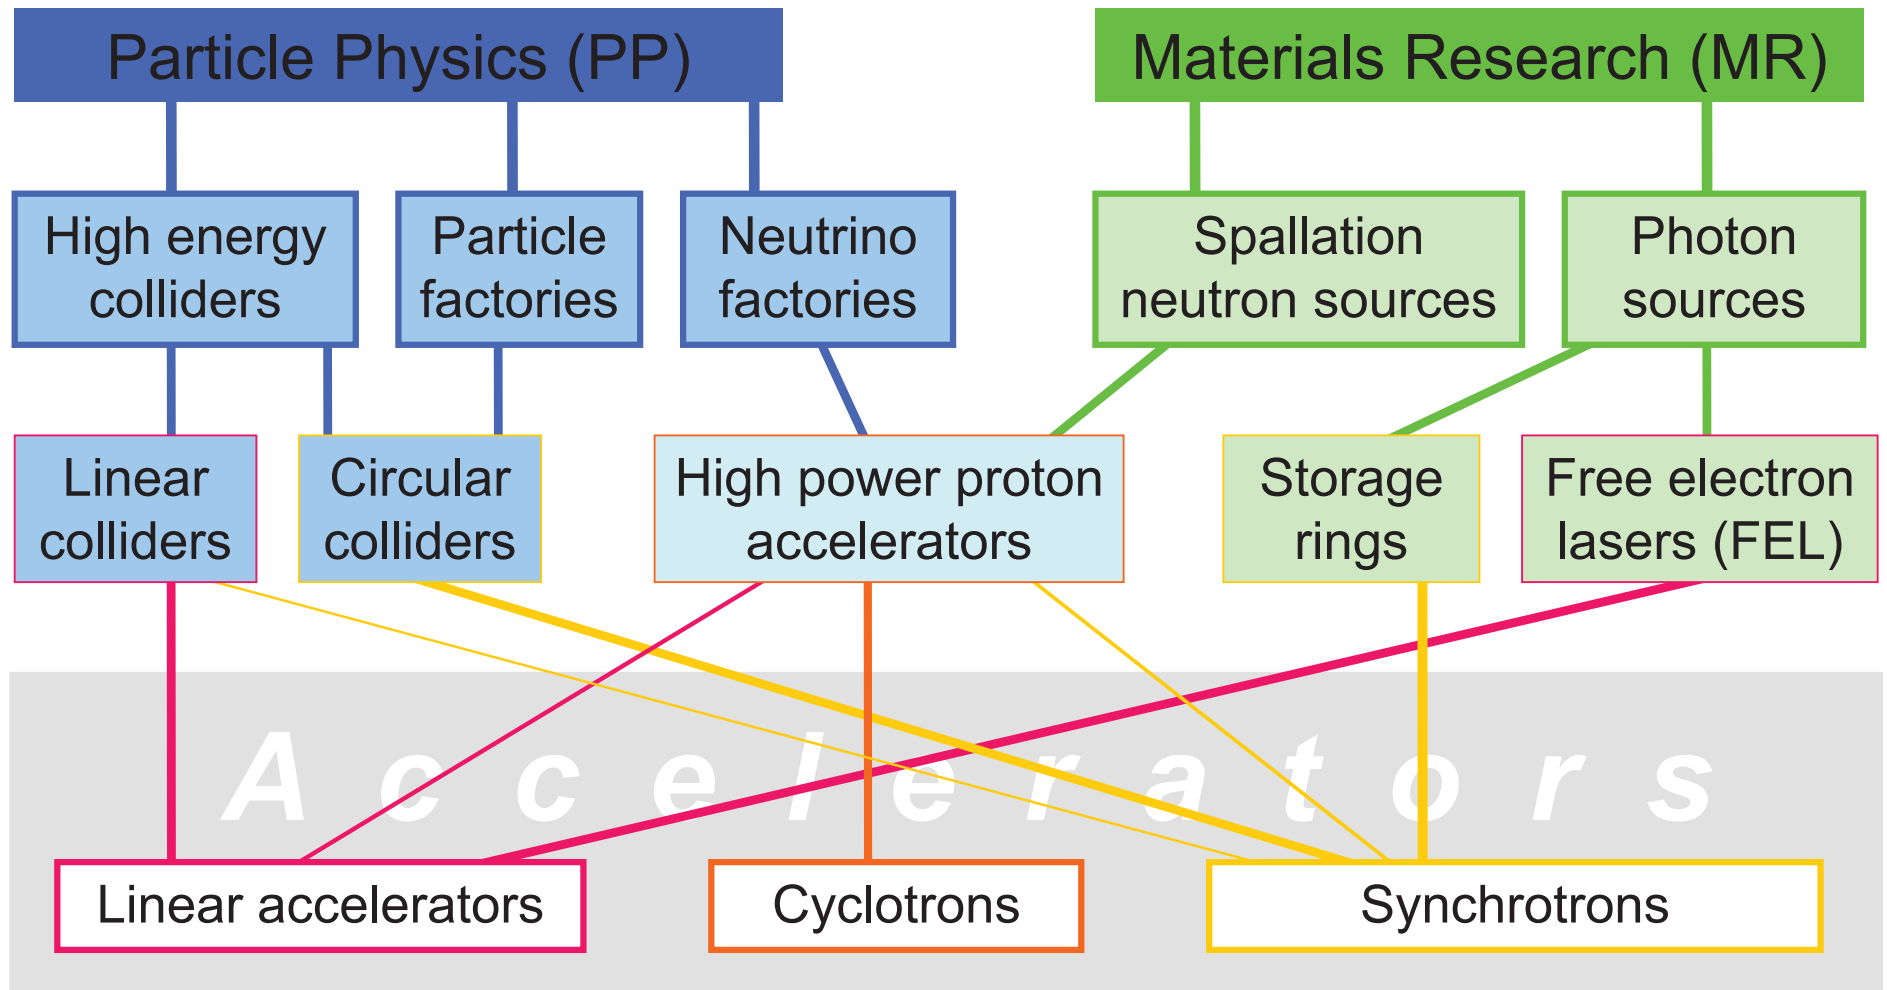 Particle Physics (PP)
Materials Research (MR)
High energy
colliders
Particle
factories
Neutrino
factories
Spallation
neutron sources
Photon
sources
Linear
colliders
Circular
colliders
High power proton
accelerators
Storage
rings
Free electron
lasers (FEL)
Accelerators
Linear accelerators
Cyclotrons
Synchrotrons